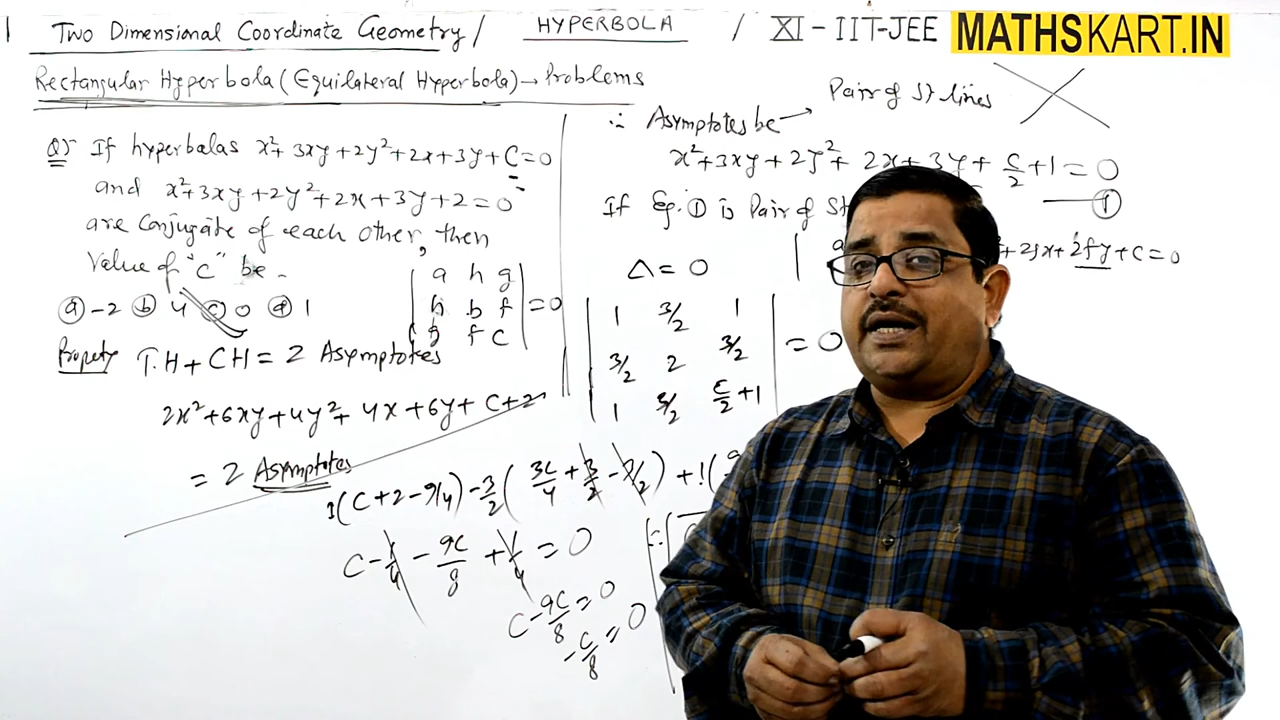 1 Two Dimensional Coordinate Geometry / HYPERBOLA / XI - IIT-JEE MATHSKART.IN
Rectangular Hyperbola (Equilateral Hyperbola) → Problems
Q) If hyperbolas x²+3xy+2y²+2x+3y+C=0
and x²+3xy+2y²+2x+3y+2=0
are Conjugate of each other, then
Value of "C" be -
ⓐ -2 ⓑ 4 ⓒ 0 ⓓ 1
| a h g |
| h b f | = 0
| g f C |
Property T.H + CH = 2 Asymptotes
2x²+6xy+4y²+4x+6y+C+2
= 2 Asymptotes
∴ Asymptotes be → Pair of St lines
x²+3xy+2y²+2x+3y+C/2+1=0
①
If Eq. ① is Pair of St
+2gx+2fy+C=0
Δ = 0
| 1 3/2 1 |
| 3/2 2 3/2 | = 0
| 1 3/2 C/2+1 |
1(C+2-9/4) - 3/2(3C/4+3/2-3/2) + 1(
C - 1/4 - 9C/8 + 1/4 = 0
C - 9C/8 = 0
-C/8 = 0